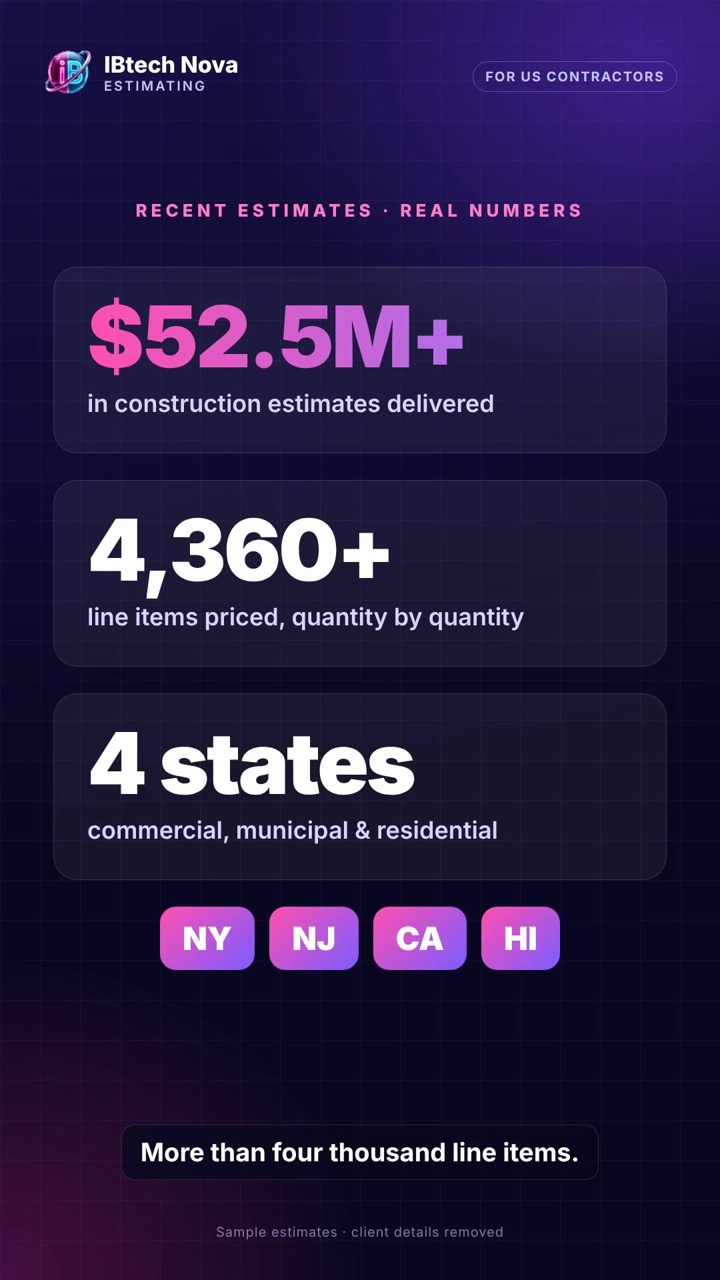 iB
IBtech Nova
ESTIMATING
FOR US CONTRACTORS
RECENT ESTIMATES · REAL NUMBERS
$52.5M+
in construction estimates delivered
4,360+
line items priced, quantity by quantity
4 states
commercial, municipal & residential
NY NJ CA HI
More than four thousand line items.
Sample estimates · client details removed